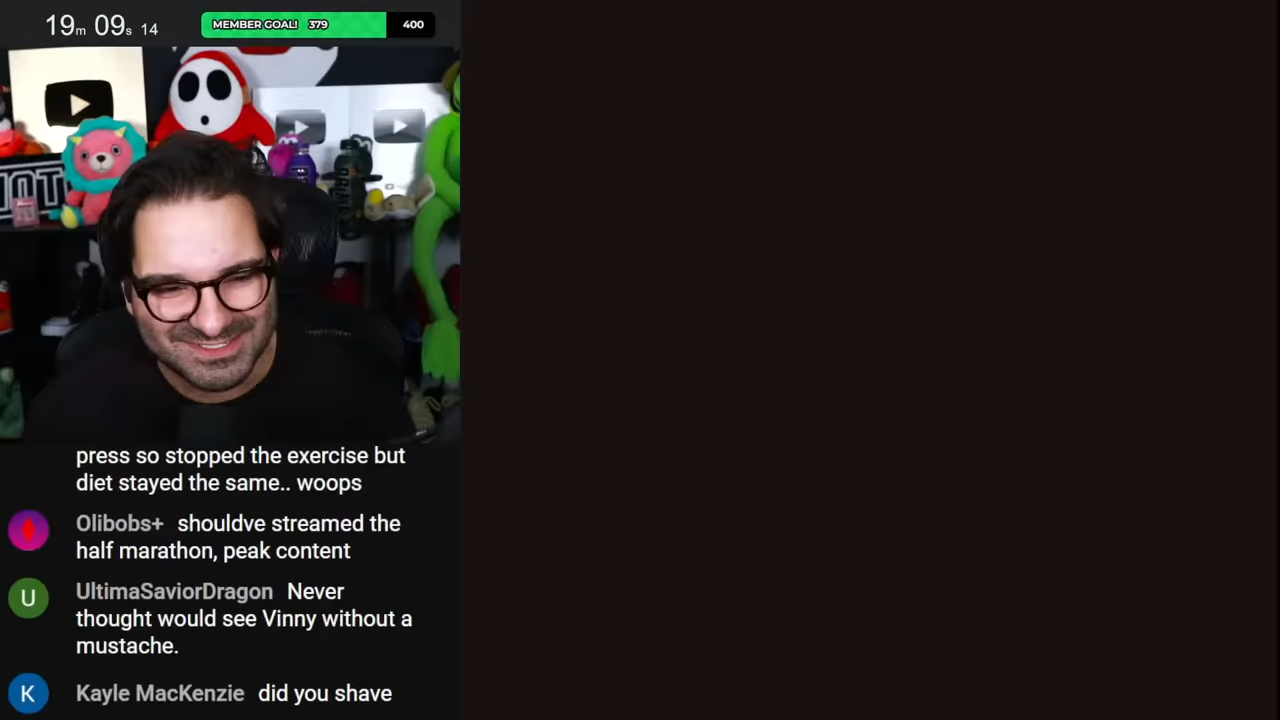 19m 09s 14
MEMBER GOAL! 379
400
press so stopped the exercise but
diet stayed the same.. woops
Olibobs+ shouldve streamed the
half marathon, peak content
U
UltimaSaviorDragon Never
thought would see Vinny without a
mustache.
K
Kayle MacKenzie did you shave